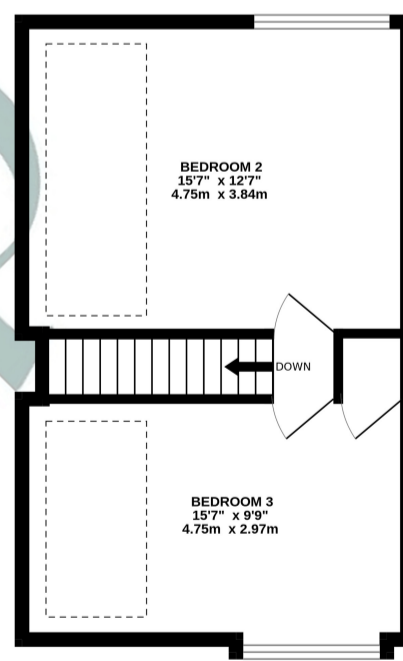 BEDROOM 2
15'7" x 12'7"
4.75m x 3.84m
DOWN
BEDROOM 3
15'7" x 9'9"
4.75m x 2.97m